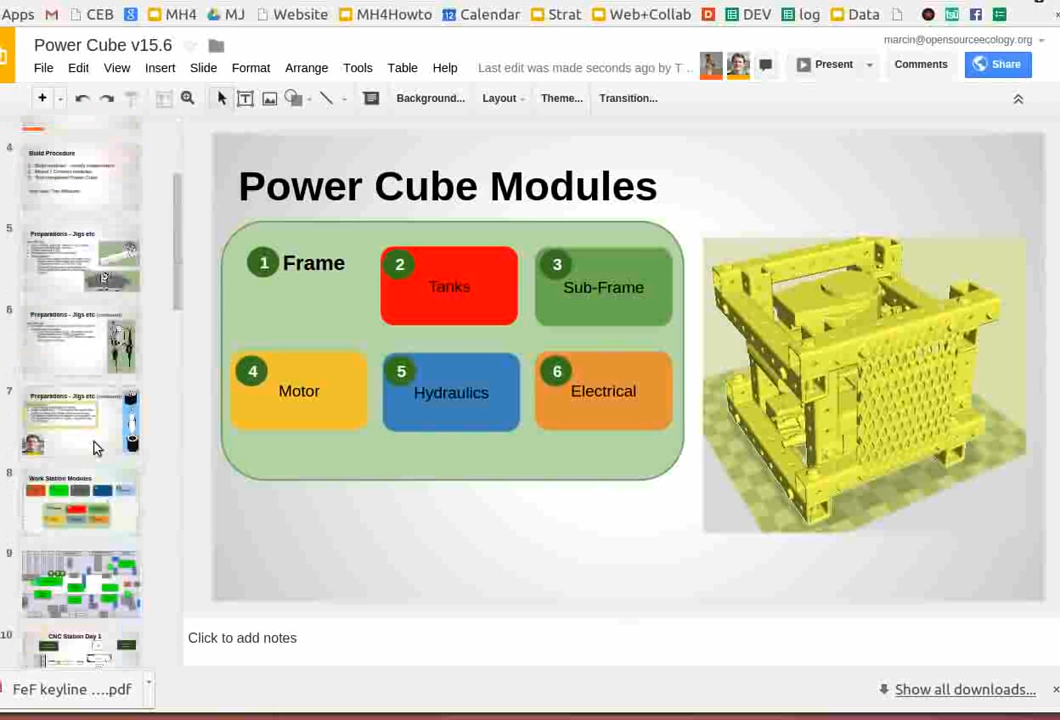 Apps M CEB 8 MH4 MJ Website MH4Howto 12 Calendar Strat Web+Collab D DEV log Data
Power Cube v15.6
marcin@opensourceecology.org
File Edit View Insert Slide Format Arrange Tools Table Help Last edit was made seconds ago by T...
Present Comments Share
Background... Layout Theme... Transition...
4
Build Procedure
5
Preparations - Jigs etc
6
Preparations - Jigs etc (continued)
7
Preparations - Jigs etc (continued)
8
Work Station Modules
9
10
CNC Station Day 1
Power Cube Modules
1 Frame
2 Tanks
3 Sub-Frame
4 Motor
5 Hydraulics
6 Electrical
Click to add notes
FeF keyline ....pdf
Show all downloads...